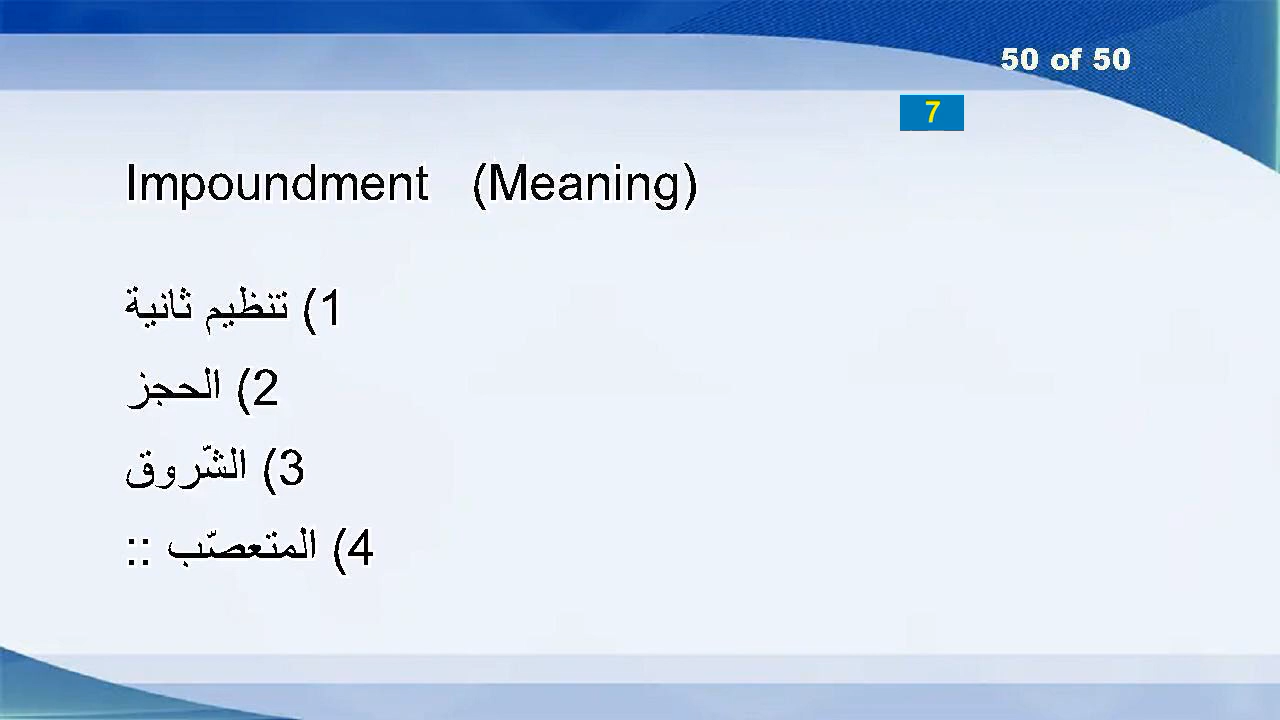 50 of 50
7
Impoundment (Meaning)
1) تنظيم ثانية
2) الحجز
3) الشّروق
4) المتعصّب ::